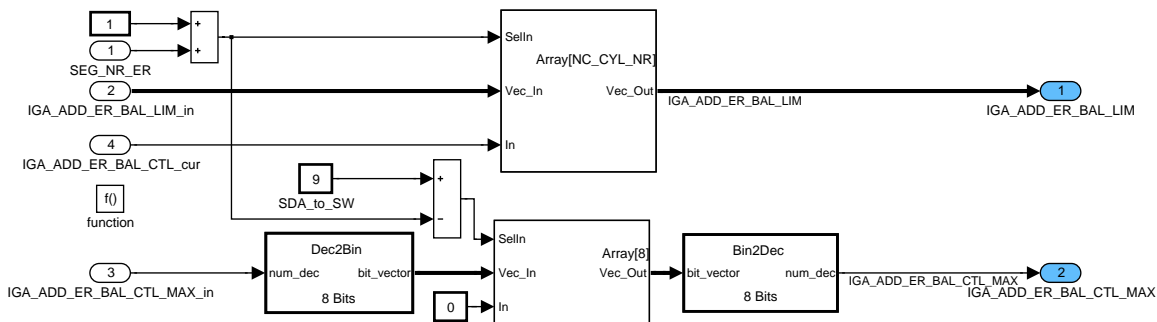 1
+
+
1
SEG_NR_ER
2
IGA_ADD_ER_BAL_LIM_in
4
IGA_ADD_ER_BAL_CTL_cur
SelIn
Array[NC_CYL_NR]
Vec_In
Vec_Out
In
IGA_ADD_ER_BAL_LIM
1
IGA_ADD_ER_BAL_LIM
f()
function
9
SDA_to_SW
+
−
3
IGA_ADD_ER_BAL_CTL_MAX_in
Dec2Bin
num_dec
bit_vector
8 Bits
SelIn
Array[8]
Vec_In
Vec_Out
0
In
Bin2Dec
bit_vector
num_dec
8 Bits
IGA_ADD_ER_BAL_CTL_MAX
2
IGA_ADD_ER_BAL_CTL_MAX